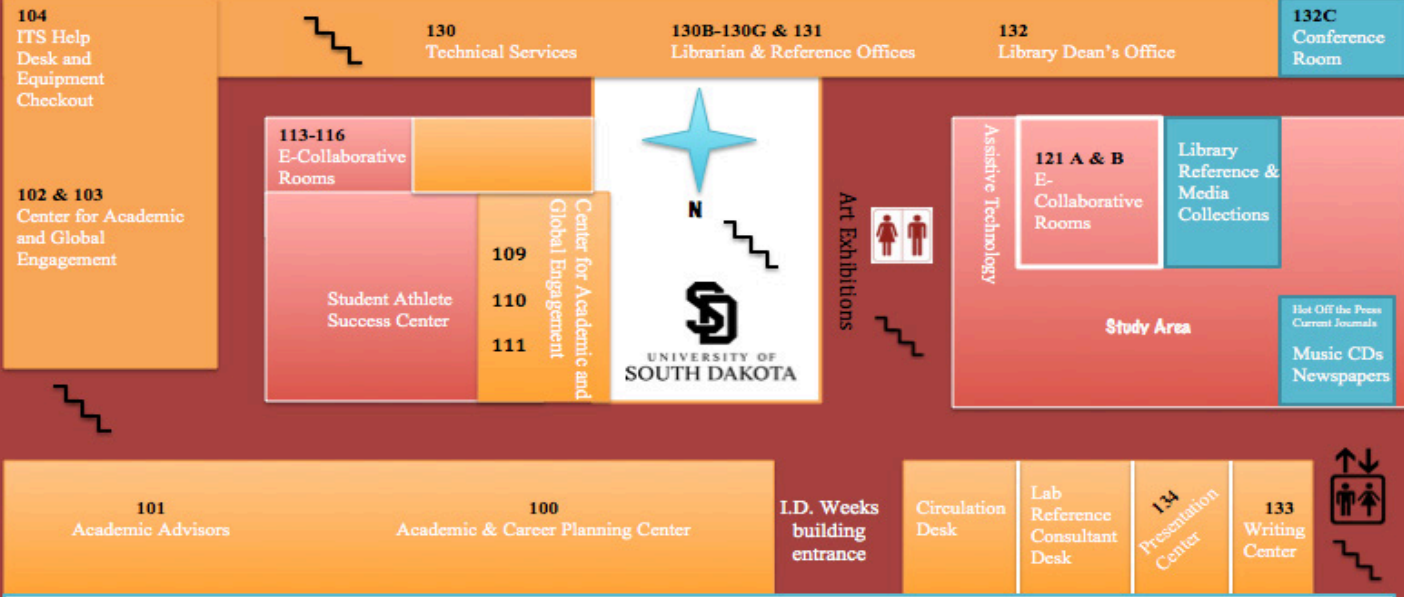 104
ITS Help
Desk and
Equipment
Checkout
130
Technical Services
130B-130G & 131
Librarian & Reference Offices
132
Library Dean's Office
132C
Conference
Room
102 & 103
Center for Academic
and Global
Engagement
113-116
E-Collaborative
Rooms
Student Athlete
Success Center
109
110
111
Center for Academic and
Global Engagement
N
SD
UNIVERSITY OF
SOUTH DAKOTA
Art Exhibitions
Assistive Technology
121 A & B
E-
Collaborative
Rooms
Library
Reference &
Media
Collections
Study Area
Hot Off the Press
Current Journals
Music CDs
Newspapers
101
Academic Advisors
100
Academic & Career Planning Center
I.D. Weeks
building
entrance
Circulation
Desk
Lab
Reference
Consultant
Desk
134
Presentation
Center
133
Writing
Center